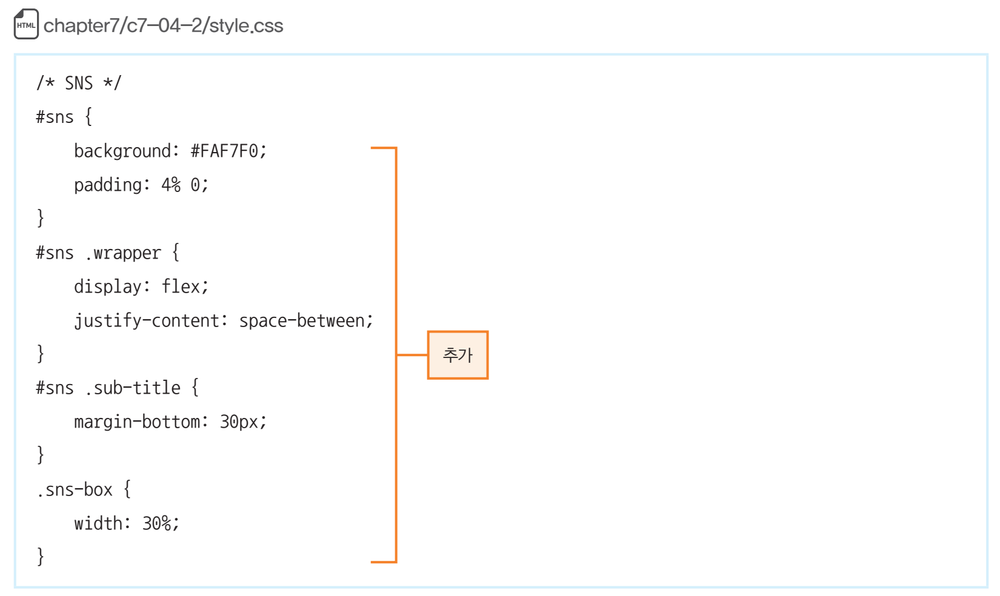 HTML chapter7/c7-04-2/style.css
/* SNS */
#sns {
    background: #FAF7F0;
    padding: 4% 0;
}
#sns .wrapper {
    display: flex;
    justify-content: space-between;
}
추가
#sns .sub-title {
    margin-bottom: 30px;
}
.sns-box {
    width: 30%;
}